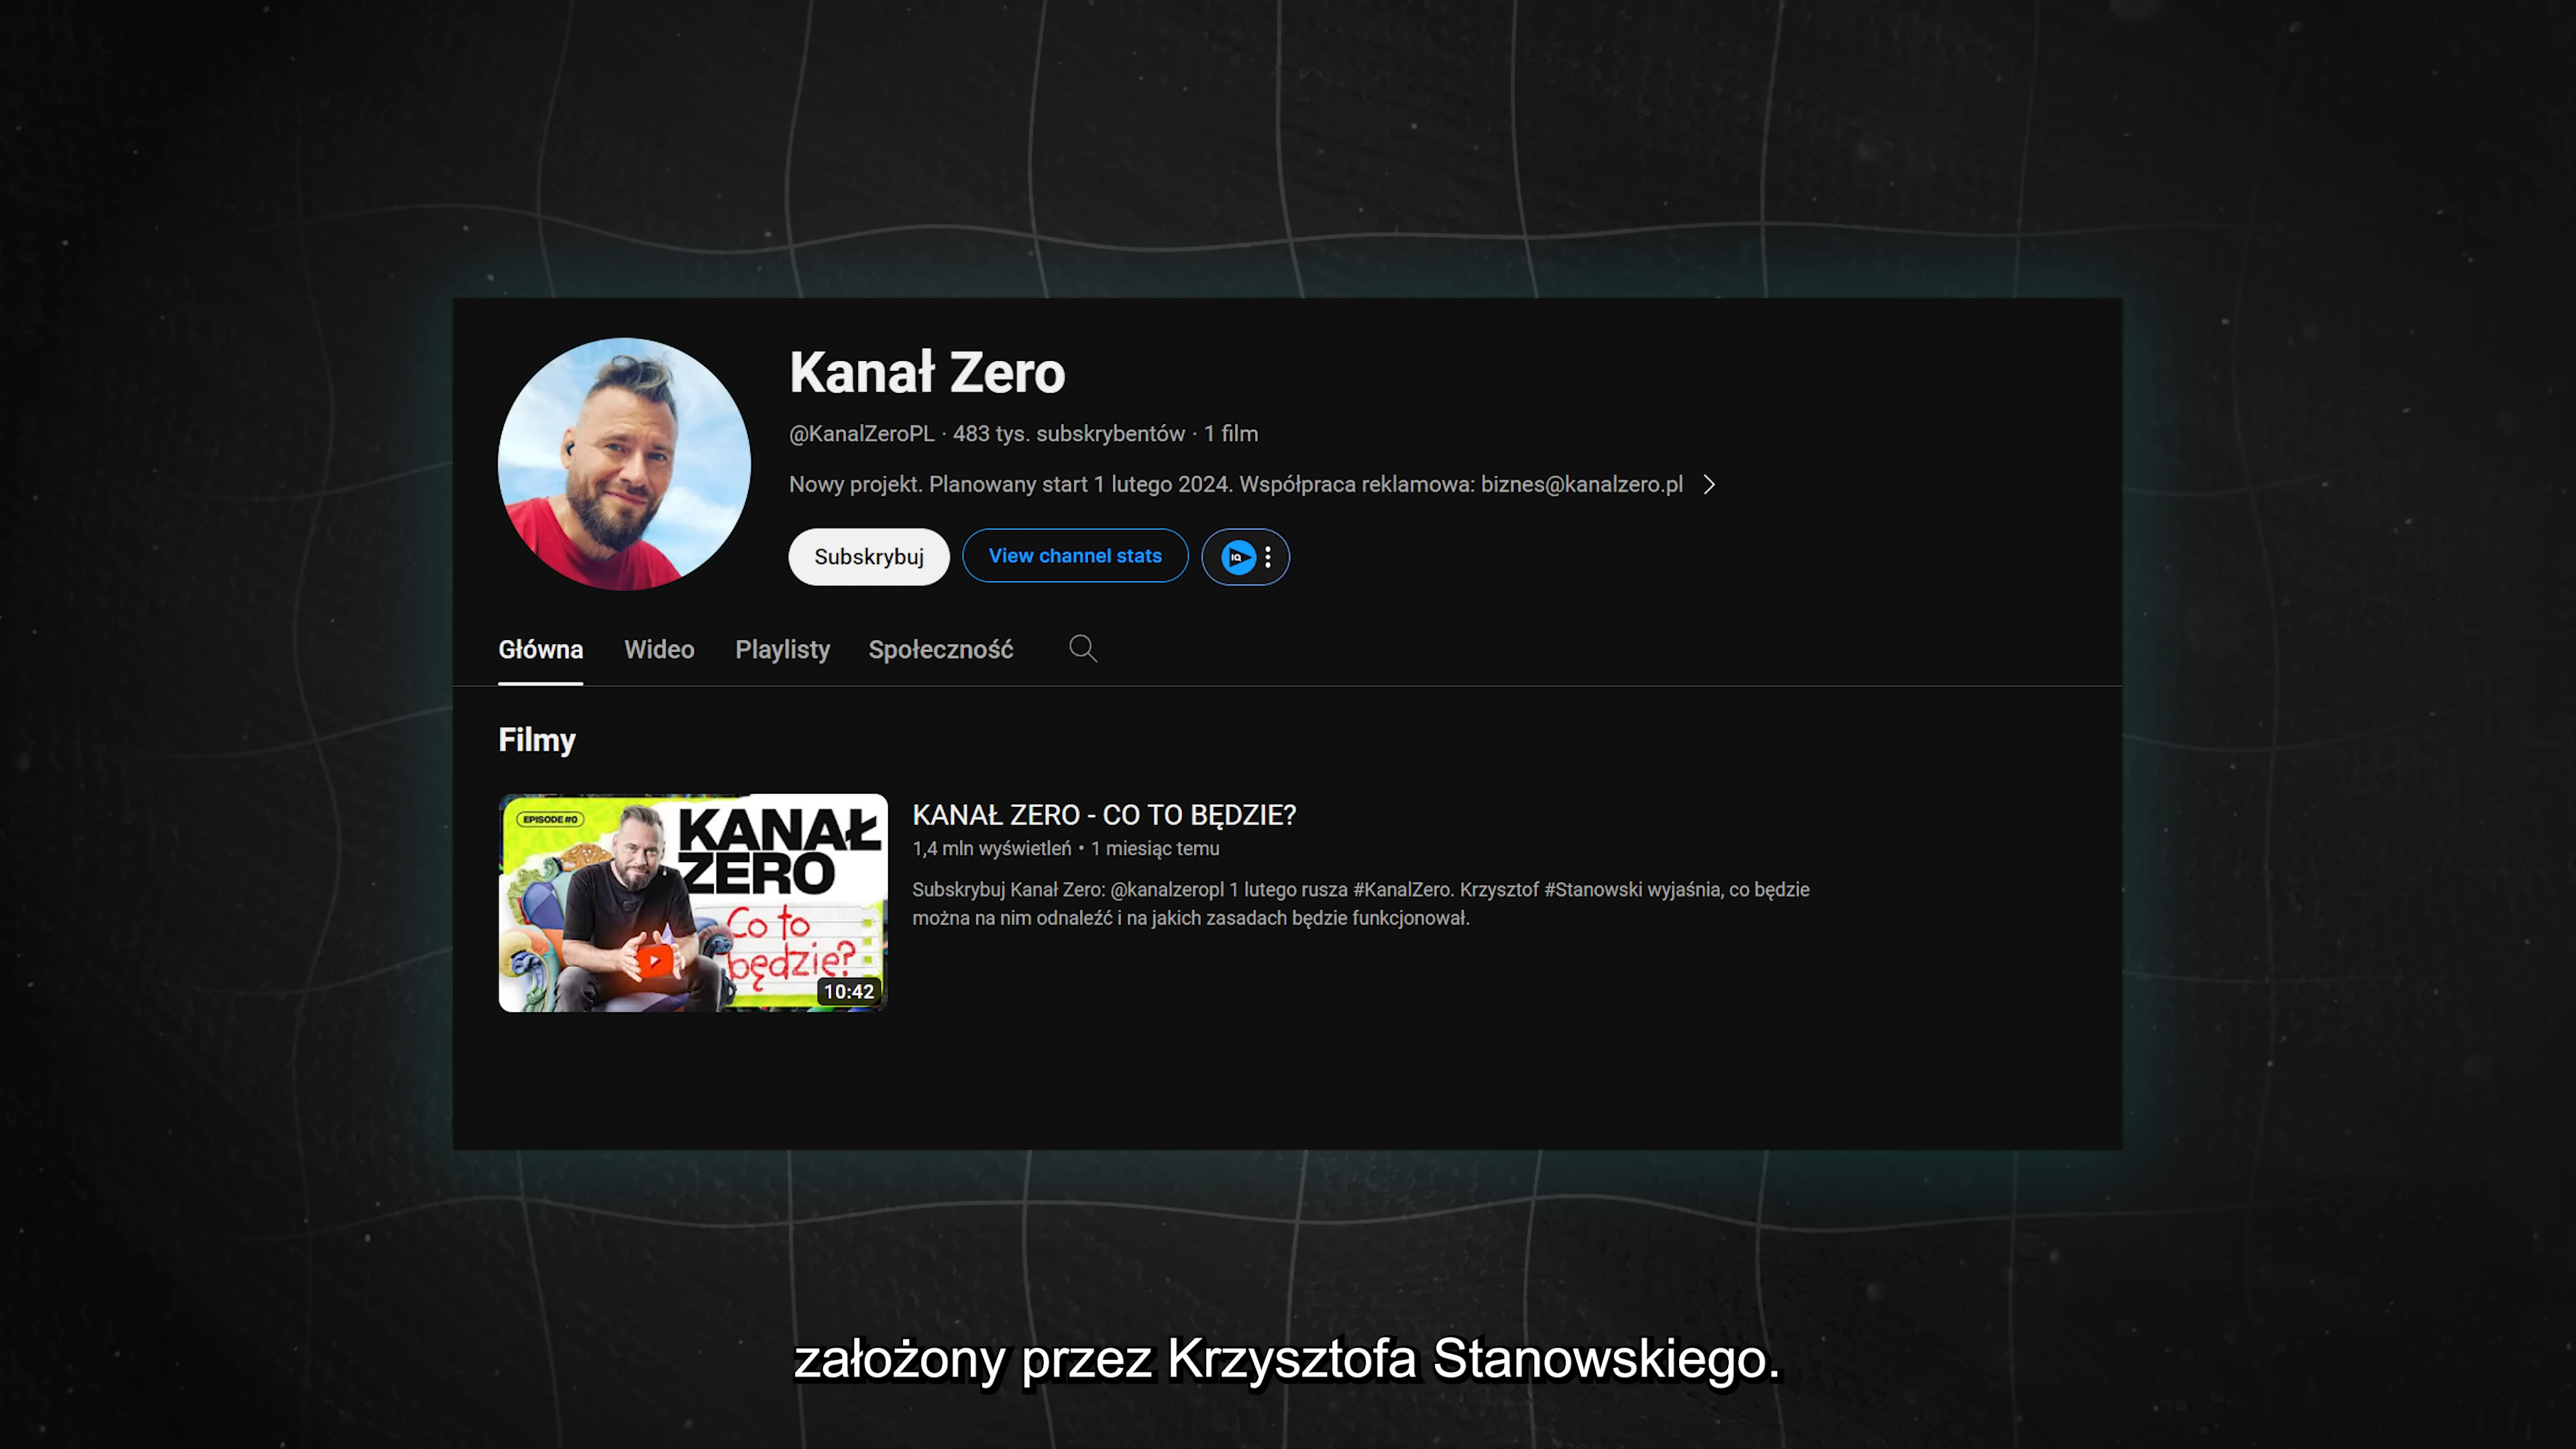 Kanał Zero
@KanalZeroPL · 483 tys. subskrybentów · 1 film
Nowy projekt. Planowany start 1 lutego 2024. Współpraca reklamowa: biznes@kanalzero.pl
Subskrybuj
View channel stats
IQ
Główna
Wideo
Playlisty
Społeczność
Filmy
EPISODE #0
KANAŁ
ZERO
Co to
będzie?
10:42
KANAŁ ZERO - CO TO BĘDZIE?
1,4 mln wyświetleń • 1 miesiąc temu
Subskrybuj Kanał Zero: @kanalzeropl 1 lutego rusza #KanalZero. Krzysztof #Stanowski wyjaśnia, co będzie
można na nim odnaleźć i na jakich zasadach będzie funkcjonował.
założony przez Krzysztofa Stanowskiego.